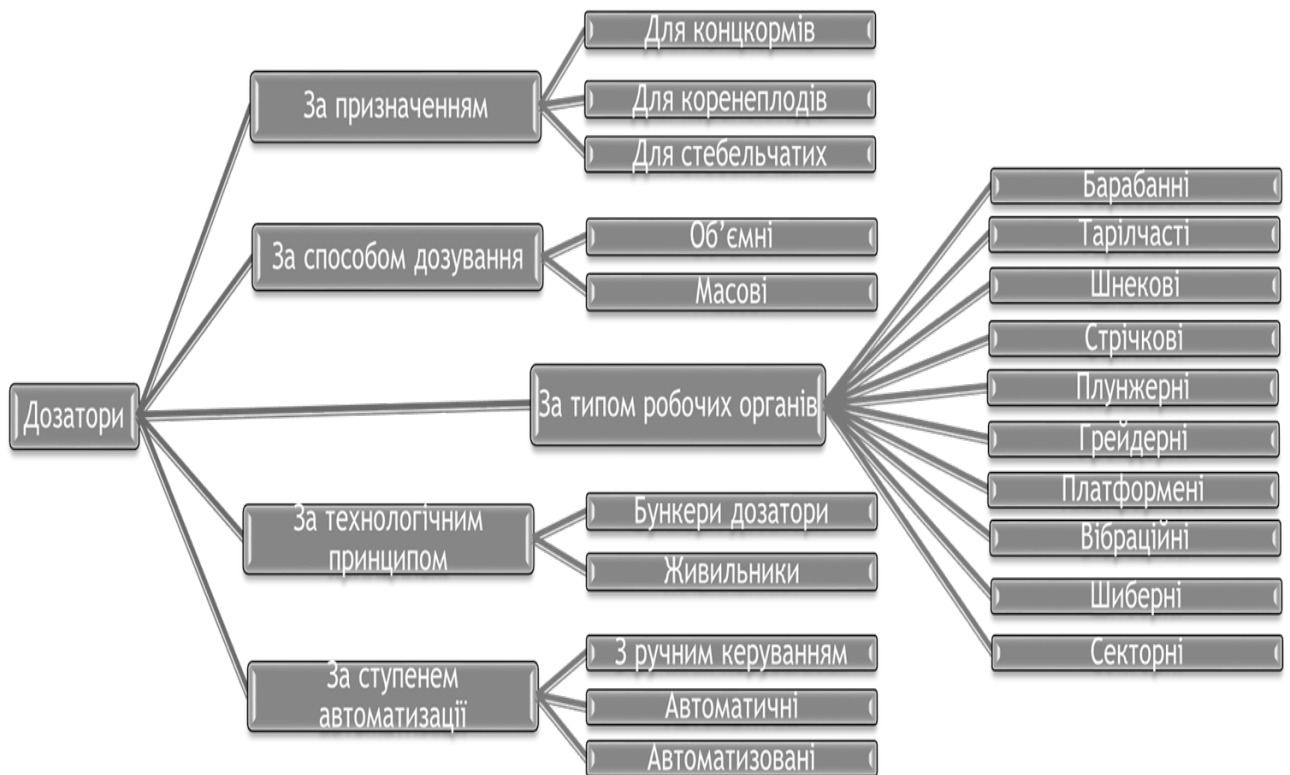 Дозатори
За призначенням
Для концкормів
Для коренеплодів
Для стебельчатих
За способом дозування
Об’ємні
Масові
За типом робочих органів
Барабанні
Тарілчасті
Шнекові
Стрічкові
Плунжерні
Грейдерні
Платформені
Вібраційні
Шиберні
Секторні
За технологічним
принципом
Бункери дозатори
Живильники
За ступенем
автоматизації
З ручним керуванням
Автоматичні
Автоматизовані